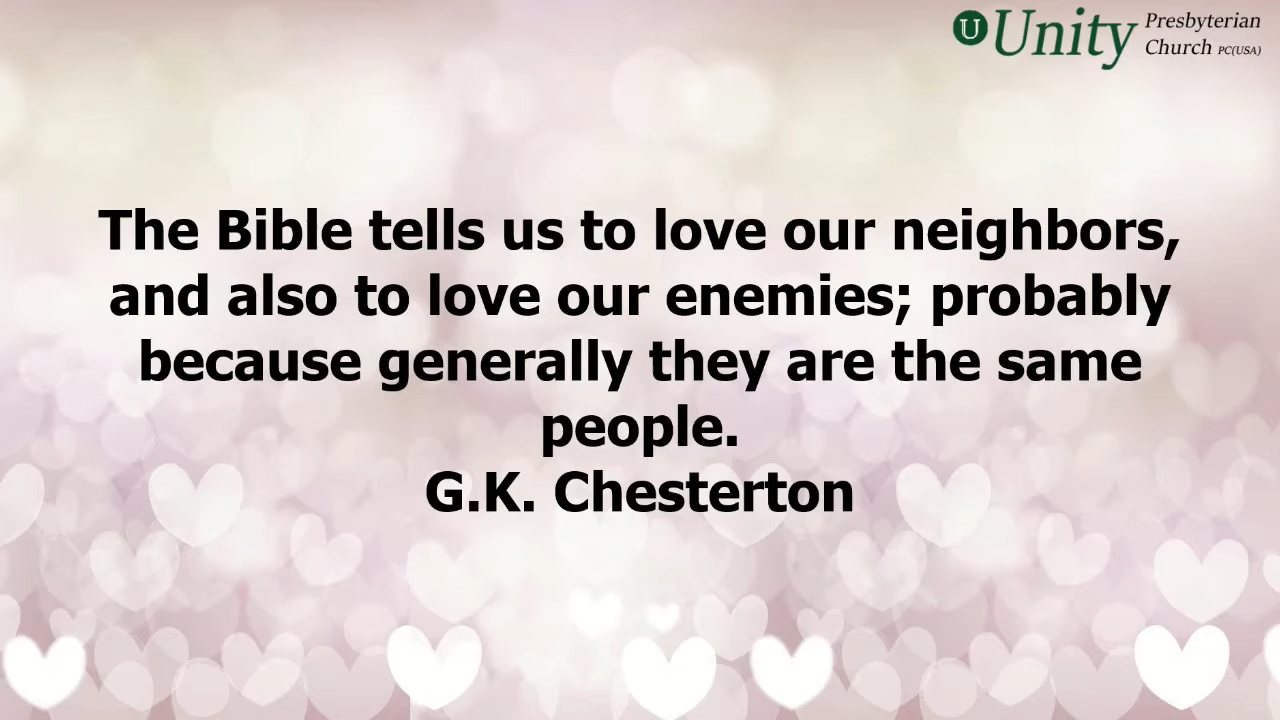 U Unity Presbyterian
Church PC(USA)
The Bible tells us to love our neighbors,
and also to love our enemies; probably
because generally they are the same
people.
G.K. Chesterton